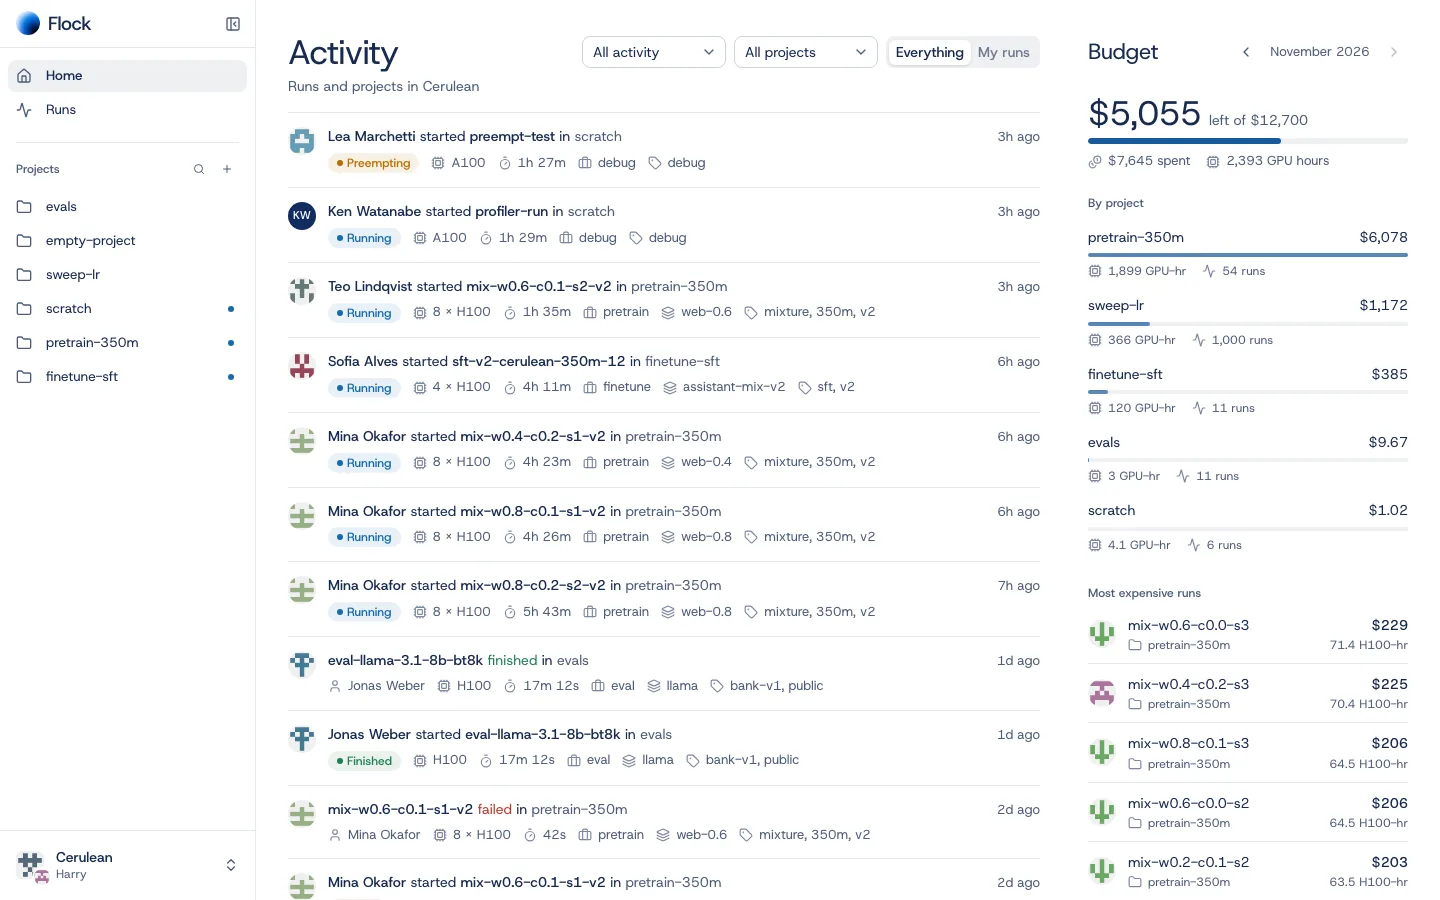 Flock
Home
Runs
Projects
evals
empty-project
sweep-lr
scratch
pretrain-350m
finetune-sft
Cerulean
Harry
Activity
All activity
All projects
Everything
My runs
Runs and projects in Cerulean
Lea Marchetti started preempt-test in scratch
3h ago
Preempting A100 1h 27m debug debug
KW
Ken Watanabe started profiler-run in scratch
3h ago
Running A100 1h 29m debug debug
Teo Lindqvist started mix-w0.6-c0.1-s2-v2 in pretrain-350m
3h ago
Running 8 × H100 1h 35m pretrain web-0.6 mixture, 350m, v2
Sofia Alves started sft-v2-cerulean-350m-12 in finetune-sft
6h ago
Running 4 × H100 4h 11m finetune assistant-mix-v2 sft, v2
Mina Okafor started mix-w0.4-c0.2-s1-v2 in pretrain-350m
6h ago
Running 8 × H100 4h 23m pretrain web-0.4 mixture, 350m, v2
Mina Okafor started mix-w0.8-c0.1-s1-v2 in pretrain-350m
6h ago
Running 8 × H100 4h 26m pretrain web-0.8 mixture, 350m, v2
Mina Okafor started mix-w0.8-c0.2-s2-v2 in pretrain-350m
7h ago
Running 8 × H100 5h 43m pretrain web-0.8 mixture, 350m, v2
eval-llama-3.1-8b-bt8k finished in evals
1d ago
Jonas Weber H100 17m 12s eval llama bank-v1, public
Jonas Weber started eval-llama-3.1-8b-bt8k in evals
1d ago
Finished H100 17m 12s eval llama bank-v1, public
mix-w0.6-c0.1-s1-v2 failed in pretrain-350m
2d ago
Mina Okafor 8 × H100 42s pretrain web-0.6 mixture, 350m, v2
Mina Okafor started mix-w0.6-c0.1-s1-v2 in pretrain-350m
2d ago
Budget
November 2026
$5,055 left of $12,700
$7,645 spent 2,393 GPU hours
By project
pretrain-350m $6,078
1,899 GPU-hr 54 runs
sweep-lr $1,172
366 GPU-hr 1,000 runs
finetune-sft $385
120 GPU-hr 11 runs
evals $9.67
3 GPU-hr 11 runs
scratch $1.02
4.1 GPU-hr 6 runs
Most expensive runs
mix-w0.6-c0.0-s3 $229
pretrain-350m 71.4 H100-hr
mix-w0.4-c0.2-s3 $225
pretrain-350m 70.4 H100-hr
mix-w0.8-c0.1-s3 $206
pretrain-350m 64.5 H100-hr
mix-w0.6-c0.0-s2 $206
pretrain-350m 64.5 H100-hr
mix-w0.2-c0.1-s2 $203
pretrain-350m 63.5 H100-hr